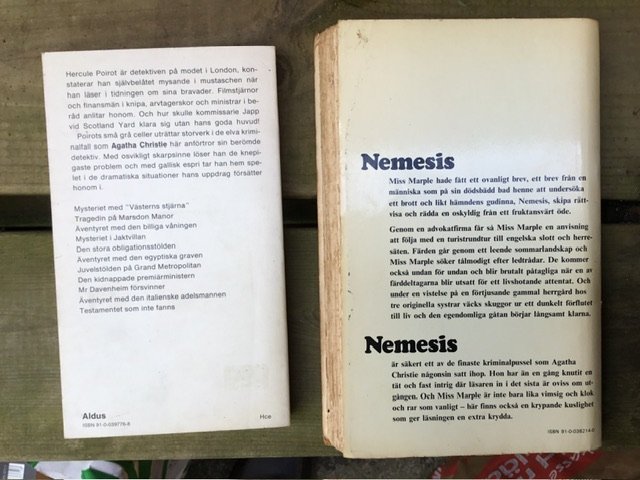 Hercule Poirot är detektiven på modet i London, kon-
staterar han självbelåtet mysande i mustaschen när
han läser i tidningen om sina bravader. Filmstjärnor
och finansmän i knipa, arvtagerskor och ministrar i be-
råd anlitar honom. Och hur skulle kommissarie Japp
vid Scotland Yard klara sig utan hans goda huvud!
Poirots små grå celler uträttar storverk i de elva krimi-
nalfall som Agatha Christie här anförtror sin berömde
detektiv. Med osvikligt skarpsinne löser han de knepi-
gaste problem och med gallisk espri tar han hem spe-
let i de dramatiska situationer hans uppdrag försätter
honom i.
Mysteriet med "Västerns stjärna"
Tragedin på Marsdon Manor
Äventyret med den billiga våningen
Mysteriet i Jaktvillan
Den stora obligationsstölden
Äventyret med den egyptiska graven
Juvelstölden på Grand Metropolitan
Den kidnappade premiärministern
Mr Davenheim försvinner
Äventyret med den italienske adelsmannen
Testamentet som inte fanns
Aldus
Hce
ISBN 91-0-039776-8
Nemesis
Miss Marple hade fått ett ovanligt brev, ett brev från en
människa som på sin dödsbädd bad henne att undersöka
ett brott och likt hämndens gudinna, Nemesis, skipa rätt-
visa och rädda en oskyldig från ett fruktansvärt öde.
Genom en advokatfirma får så Miss Marple en anvisning
att följa med en turistrundtur till engelska slott och herre-
säten. Färden går genom ett leende sommarlandskap och
Miss Marple söker tålmodigt efter ledtrådar. De kommer
också undan för undan och blir brutalt påtagliga när en av
färddeltagarna blir utsatt för ett livshotande attentat. Och
under en vistelse på en förtjusande gammal herrgård hos
tre originella systrar väcks skuggor ur ett dunkelt förflutet
till liv och den egendomliga gåtan börjar långsamt klarna.
Nemesis
är säkert ett av de finaste kriminalpussel som Agatha
Christie någonsin satt ihop. Hon har än en gång knutit en
tät och fast intrig där läsaren in i det sista är oviss om ut-
gången. Och Miss Marple är inte bara lika vimsig och klok
och rar som vanligt – här finns också en krypande kuslighet
som ger läsningen en extra krydda.
ISBN 91-0-038214-0